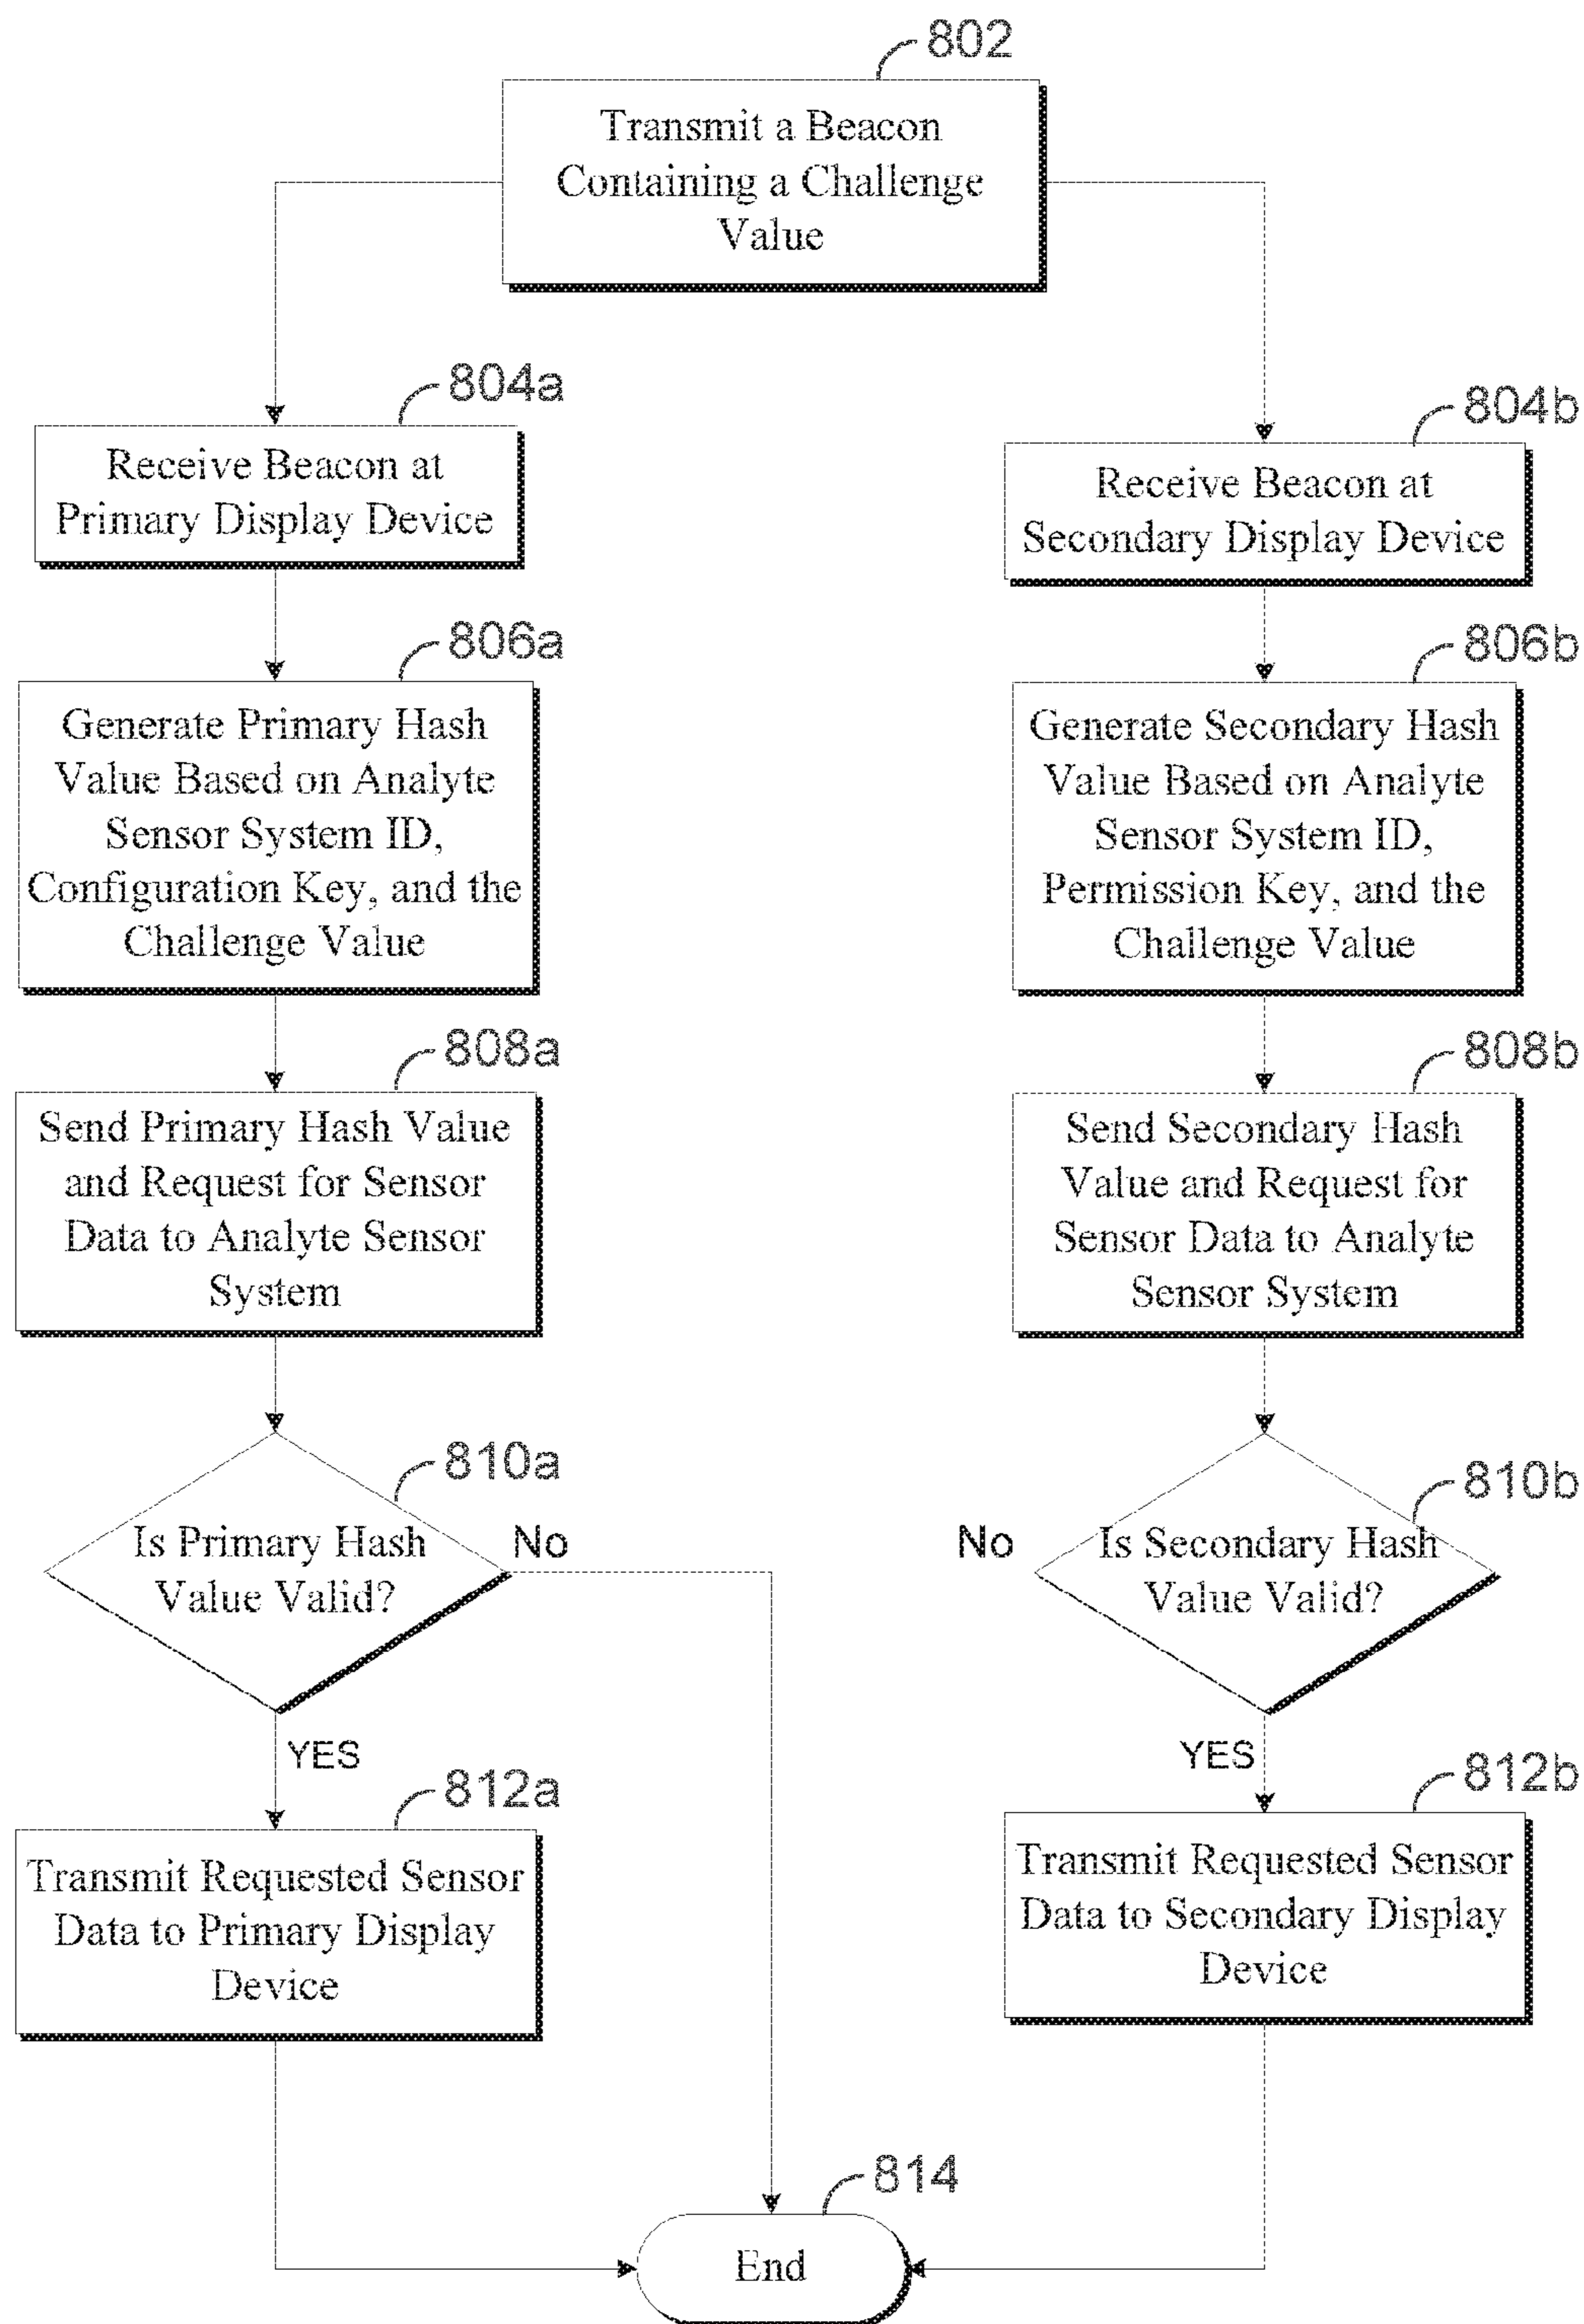 802
Transmit a Beacon
Containing a Challenge
Value
804a
Receive Beacon at
Primary Display Device
804b
Receive Beacon at
Secondary Display Device
806a
Generate Primary Hash
Value Based on Analyte
Sensor System ID,
Configuration Key, and the
Challenge Value
806b
Generate Secondary Hash
Value Based on Analyte
Sensor System ID,
Permission Key, and the
Challenge Value
808a
Send Primary Hash Value
and Request for Sensor
Data to Analyte Sensor
System
808b
Send Secondary Hash
Value and Request for
Sensor Data to Analyte
Sensor System
810a
Is Primary Hash
Value Valid?
No
810b
No
Is Secondary Hash
Value Valid?
YES
812a
Transmit Requested Sensor
Data to Primary Display
Device
YES
812b
Transmit Requested Sensor
Data to Secondary Display
Device
814
End